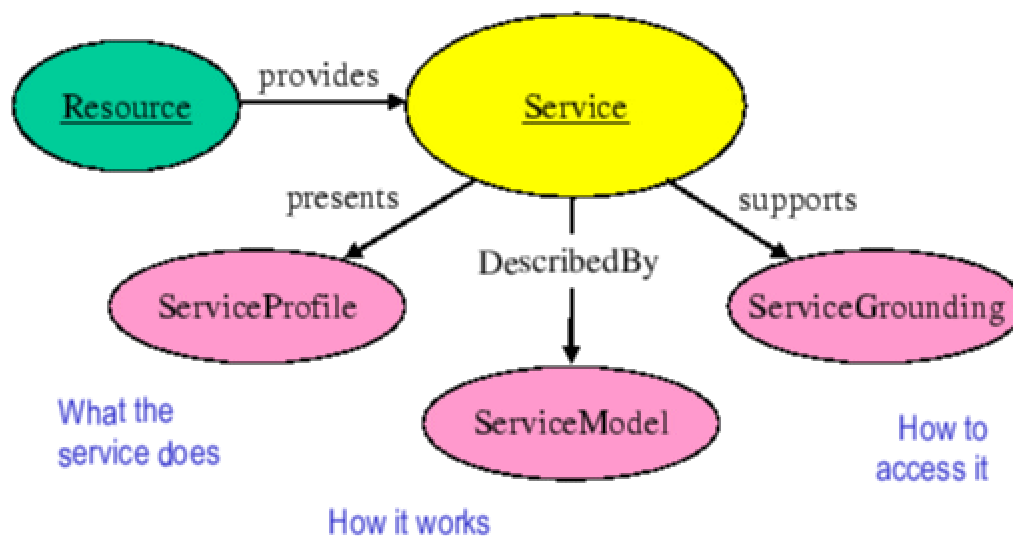 provides
Resource
Service
presents
supports
DescribedBy
ServiceProfile
ServiceGrounding
What the
service does
ServiceModel
How to
access it
How it works